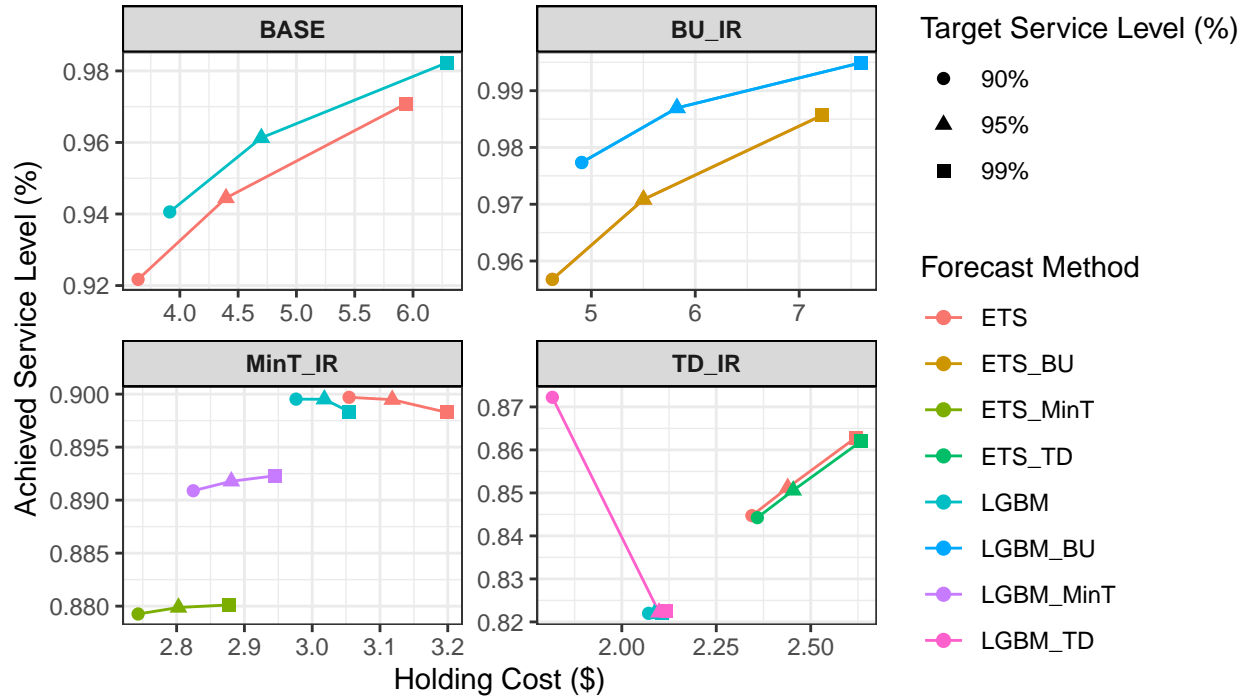 BASE
0.98
0.96
0.94
0.92
4.0 4.5 5.0 5.5 6.0
BU_IR
0.99
0.98
0.97
0.96
5 6 7
MinT_IR
0.900
0.895
0.890
0.885
0.880
2.8 2.9 3.0 3.1 3.2
TD_IR
0.87
0.86
0.85
0.84
0.83
0.82
2.00 2.25 2.50
Achieved Service Level (%)
Holding Cost ($)
Target Service Level (%)
90%
95%
99%
Forecast Method
ETS
ETS_BU
ETS_MinT
ETS_TD
LGBM
LGBM_BU
LGBM_MinT
LGBM_TD